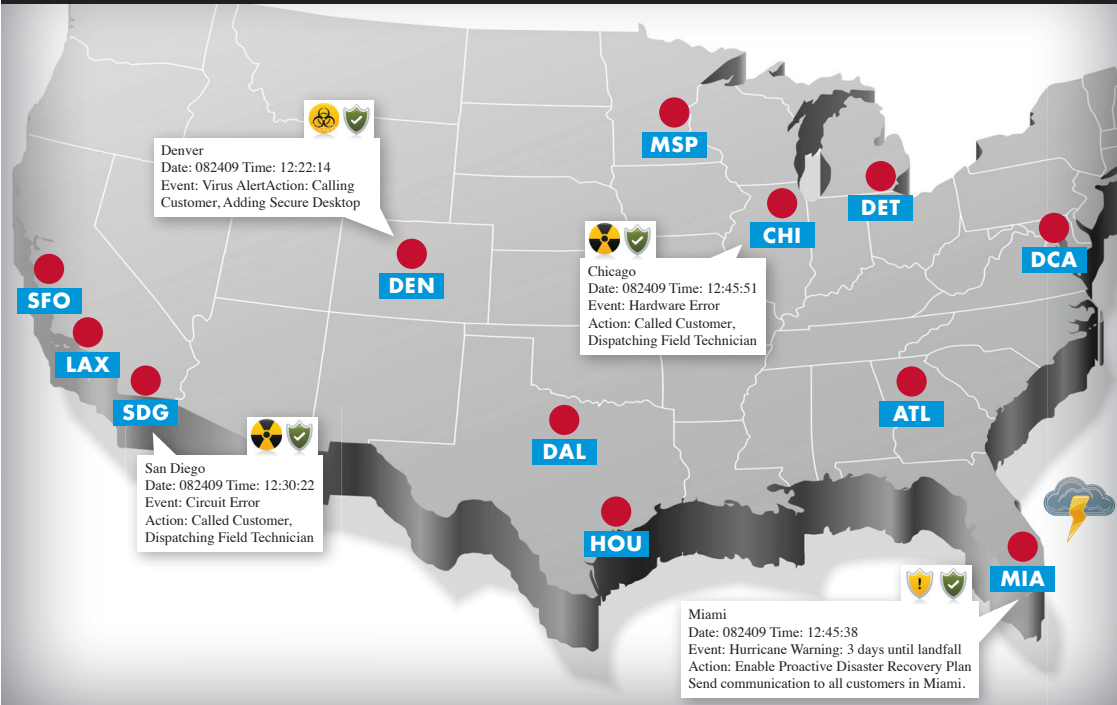 MSP
Denver
Date: 082409 Time: 12:22:14
Event: Virus AlertAction: Calling
Customer, Adding Secure Desktop
DET
CHI
DCA
DEN
SFO
Chicago
Date: 082409 Time: 12:45:51
Event: Hardware Error
Action: Called Customer,
Dispatching Field Technician
LAX
SDG
ATL
DAL
San Diego
Date: 082409 Time: 12:30:22
Event: Circuit Error
Action: Called Customer,
Dispatching Field Technician
HOU
!
MIA
Miami
Date: 082409 Time: 12:45:38
Event: Hurricane Warning: 3 days until landfall
Action: Enable Proactive Disaster Recovery Plan
Send communication to all customers in Miami.